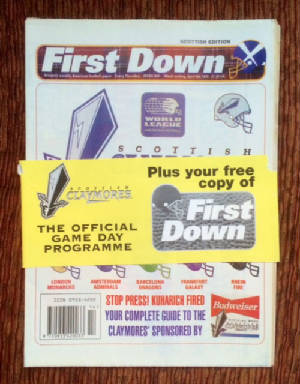 SCOTTISH EDITION
First Down
WORLD
LEAGUE
SCOTTISH
Plus your free
copy of
First
Down
SCOTTISH
CLAYMORES
THE OFFICIAL
GAME DAY
PROGRAMME
LONDON
MONARCHS
AMSTERDAM
ADMIRALS
BARCELONA
DRAGONS
FRANKFURT
GALAXY
RHEIN
FIRE
STOP PRESS! KUHARICH FIRED
YOUR COMPLETE GUIDE TO THE
CLAYMORES' SPONSORED BY
Budweiser